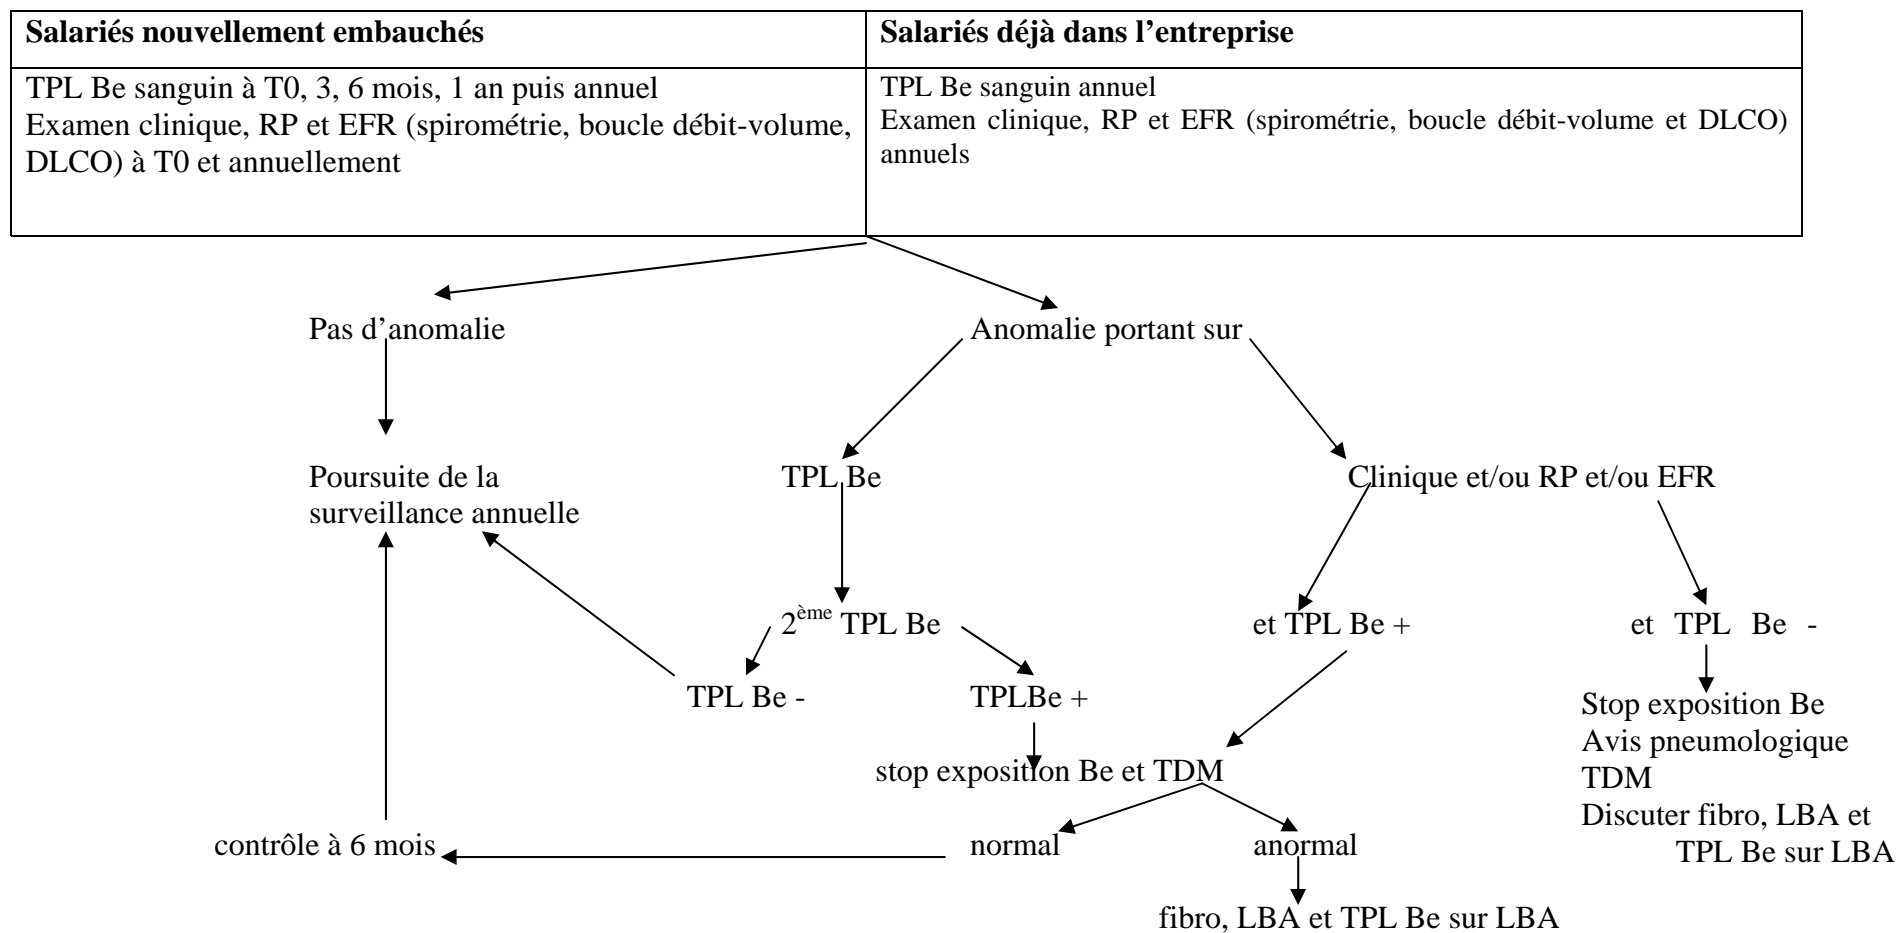 Salariés nouvellement embauchés
Salariés déjà dans l'entreprise
TPL Be sanguin à T0, 3, 6 mois, 1 an puis annuel
Examen clinique, RP et EFR (spirométrie, boucle débit-volume,
DLCO) à T0 et annuellement
TPL Be sanguin annuel
Examen clinique, RP et EFR (spirométrie, boucle débit-volume et DLCO)
annuels
Pas d'anomalie
Anomalie portant sur
Poursuite de la
surveillance annuelle
TPL Be
Clinique et/ou RP et/ou EFR
2ème TPL Be
et TPL Be +
et TPL Be -
TPL Be -
TPLBe +
Stop exposition Be
Avis pneumologique
TDM
Discuter fibro, LBA et
TPL Be sur LBA
stop exposition Be et TDM
contrôle à 6 mois
normal
anormal
fibro, LBA et TPL Be sur LBA